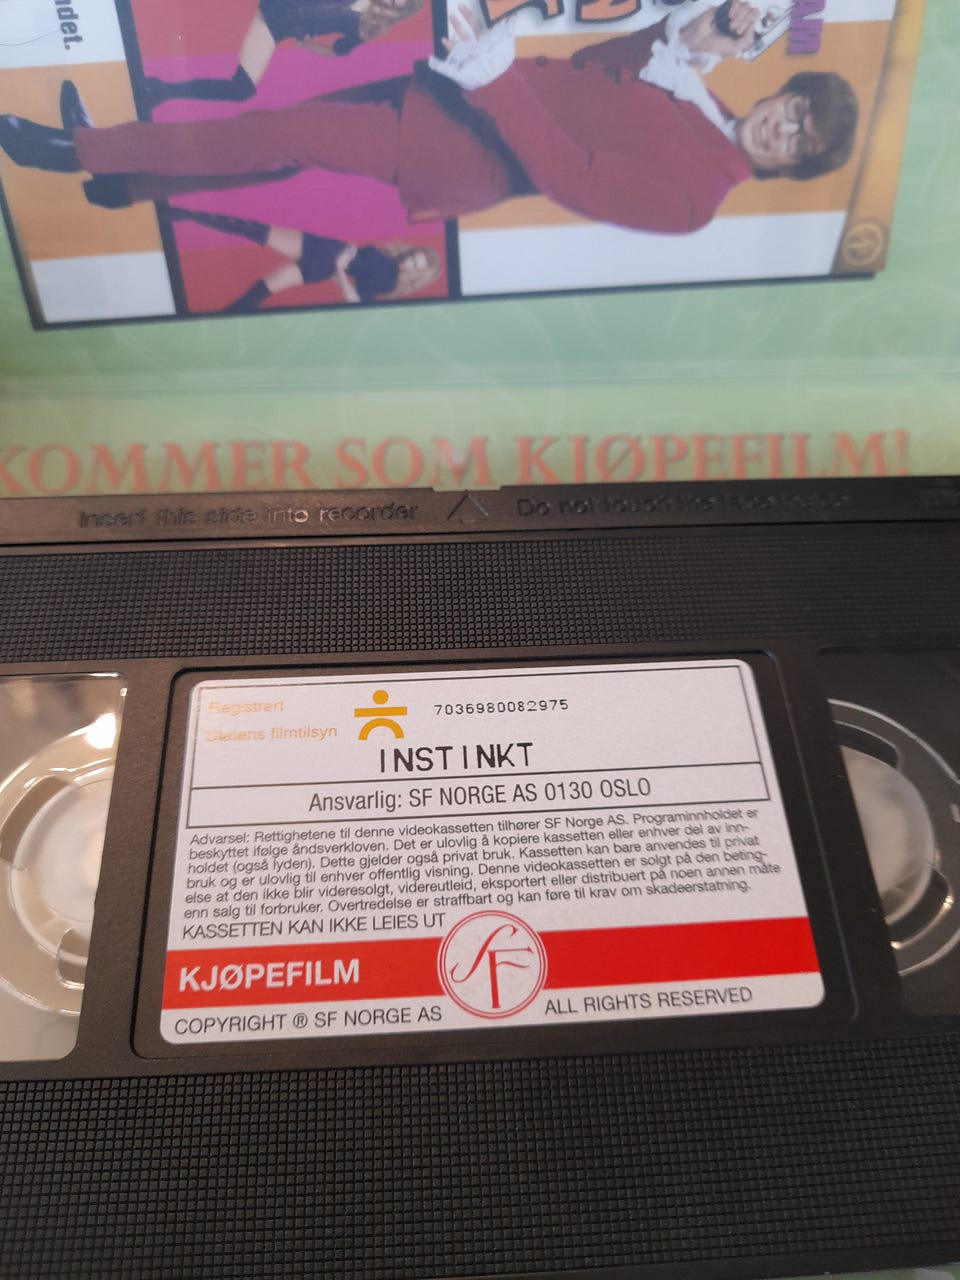 ndet.
AM
KOMMER SOM KJØPEFILM!
Insert this side into recorder
Do not touch the tape inside
Registrert
Statens filmtilsyn
7036980082975
INSTINKT
Ansvarlig: SF NORGE AS 0130 OSLO
Advarsel: Rettighetene til denne videokassetten tilhører SF Norge AS. Programinnholdet er
beskyttet ifølge åndsverkloven. Det er ulovlig å kopiere kassetten eller enhver del av inn-
holdet (også lyden). Dette gjelder også privat bruk. Kassetten kan bare anvendes til privat
bruk og er ulovlig til enhver offentlig visning. Denne videokassetten er solgt på den beting-
else at den ikke blir videresolgt, videreutleid, eksportert eller distribuert på noen annen måte
enn salg til forbruker. Overtredelse er straffbart og kan føre til krav om skadeerstatning.
KASSETTEN KAN IKKE LEIES UT
KJØPEFILM
SF
COPYRIGHT ® SF NORGE AS
ALL RIGHTS RESERVED